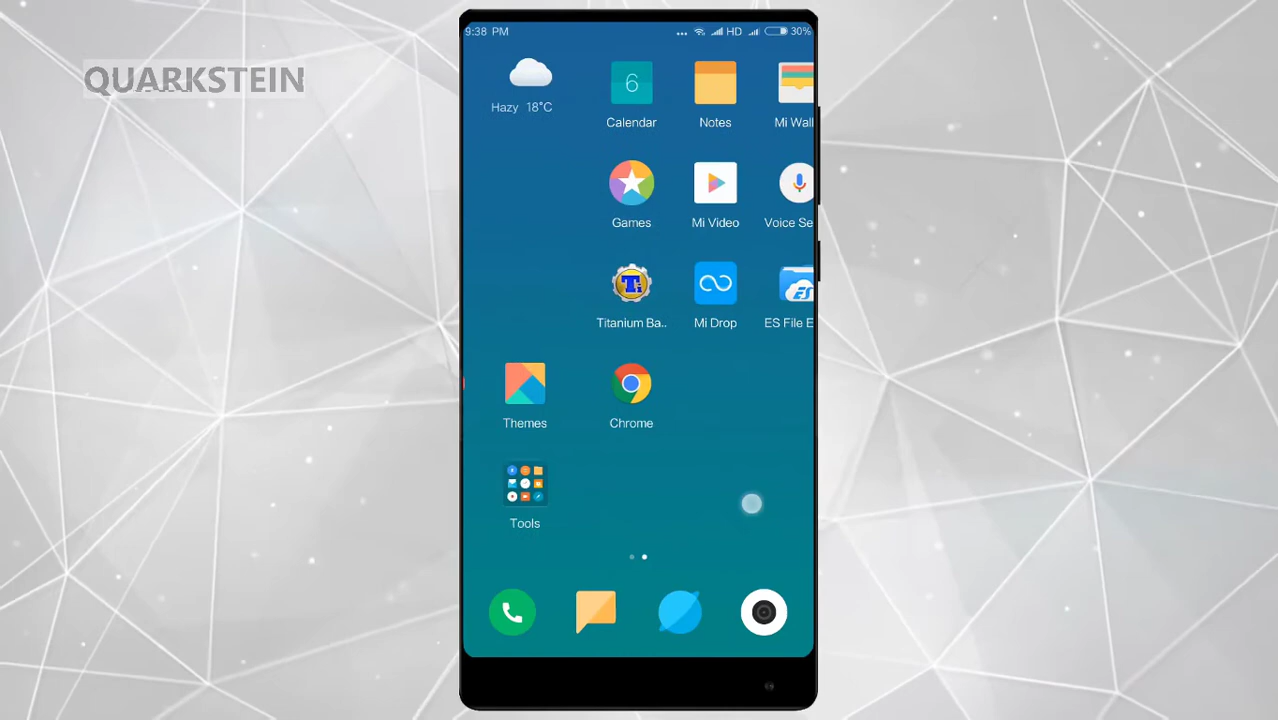 QUARKSTEIN
9:38 PM
HD
30%
Hazy 18°C
6
Calendar
Notes
Mi Wall
Games
Mi Video
Voice Se
Titanium Ba..
Mi Drop
ES File E
Themes
Chrome
Tools